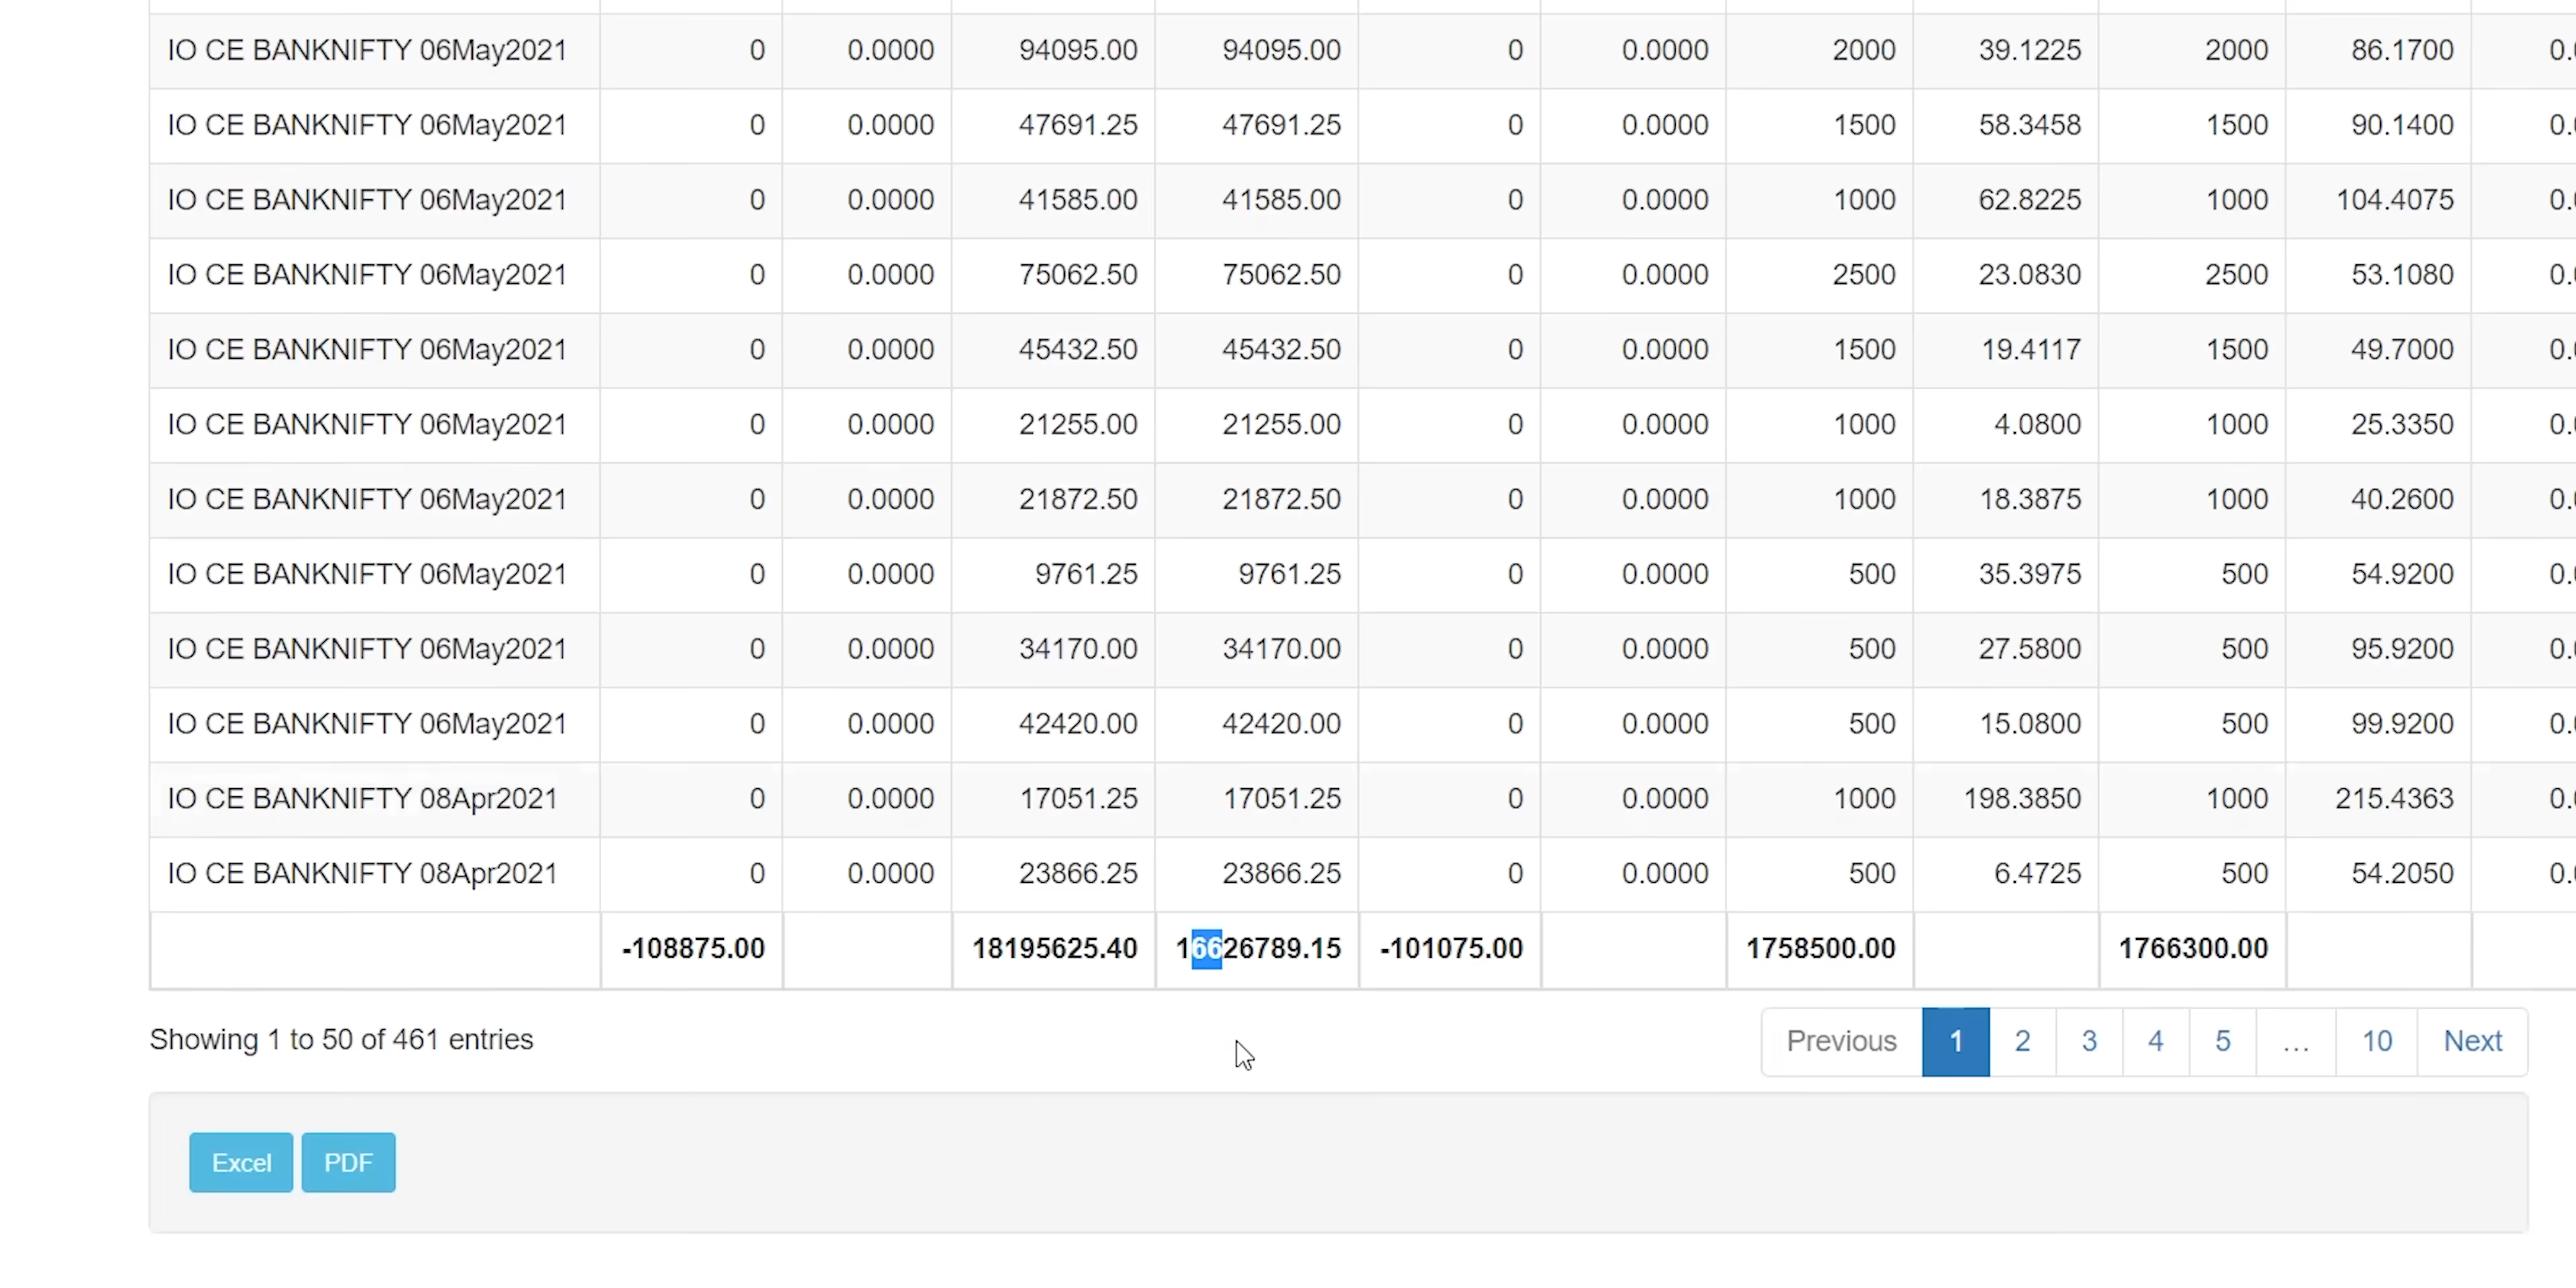 IO CE BANKNIFTY 06May2021 0 0.0000 94095.00 94095.00 0 0.0000 2000 39.1225 2000 86.1700 0.
IO CE BANKNIFTY 06May2021 0 0.0000 47691.25 47691.25 0 0.0000 1500 58.3458 1500 90.1400 0.
IO CE BANKNIFTY 06May2021 0 0.0000 41585.00 41585.00 0 0.0000 1000 62.8225 1000 104.4075 0.
IO CE BANKNIFTY 06May2021 0 0.0000 75062.50 75062.50 0 0.0000 2500 23.0830 2500 53.1080 0.
IO CE BANKNIFTY 06May2021 0 0.0000 45432.50 45432.50 0 0.0000 1500 19.4117 1500 49.7000 0.
IO CE BANKNIFTY 06May2021 0 0.0000 21255.00 21255.00 0 0.0000 1000 4.0800 1000 25.3350 0.
IO CE BANKNIFTY 06May2021 0 0.0000 21872.50 21872.50 0 0.0000 1000 18.3875 1000 40.2600 0.
IO CE BANKNIFTY 06May2021 0 0.0000 9761.25 9761.25 0 0.0000 500 35.3975 500 54.9200 0.
IO CE BANKNIFTY 06May2021 0 0.0000 34170.00 34170.00 0 0.0000 500 27.5800 500 95.9200 0.
IO CE BANKNIFTY 06May2021 0 0.0000 42420.00 42420.00 0 0.0000 500 15.0800 500 99.9200 0.
IO CE BANKNIFTY 08Apr2021 0 0.0000 17051.25 17051.25 0 0.0000 1000 198.3850 1000 215.4363 0.
IO CE BANKNIFTY 08Apr2021 0 0.0000 23866.25 23866.25 0 0.0000 500 6.4725 500 54.2050 0.
-108875.00 18195625.40 16626789.15 -101075.00 1758500.00 1766300.00
Showing 1 to 50 of 461 entries Previous 1 2 3 4 5 ... 10 Next
Excel PDF